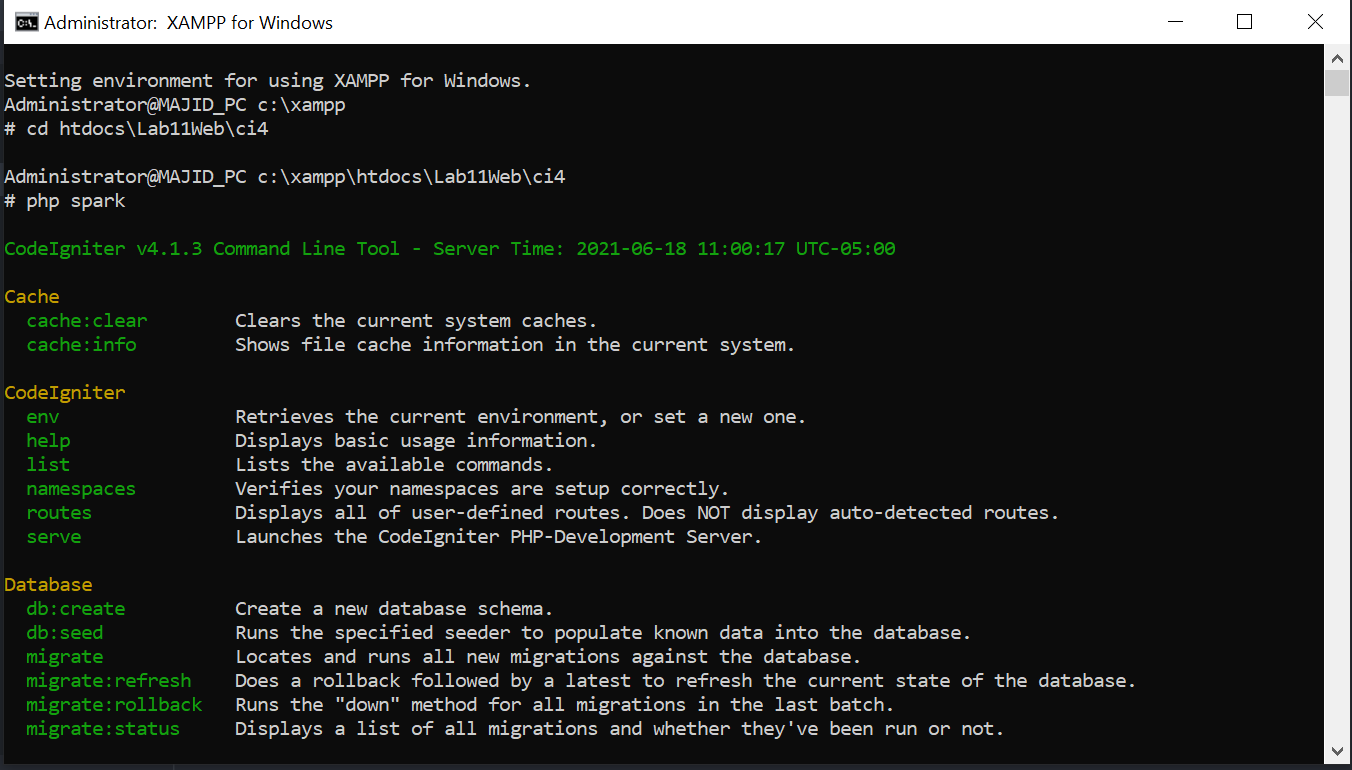 Administrator:  XAMPP for Windows
Setting environment for using XAMPP for Windows.
Administrator@MAJID_PC c:\xampp
# cd htdocs\Lab11Web\ci4
Administrator@MAJID_PC c:\xampp\htdocs\Lab11Web\ci4
# php spark
CodeIgniter v4.1.3 Command Line Tool - Server Time: 2021-06-18 11:00:17 UTC-05:00
Cache
  cache:clear        Clears the current system caches.
  cache:info         Shows file cache information in the current system.
CodeIgniter
  env                Retrieves the current environment, or set a new one.
  help               Displays basic usage information.
  list               Lists the available commands.
  namespaces         Verifies your namespaces are setup correctly.
  routes             Displays all of user-defined routes. Does NOT display auto-detected routes.
  serve              Launches the CodeIgniter PHP-Development Server.
Database
  db:create          Create a new database schema.
  db:seed            Runs the specified seeder to populate known data into the database.
  migrate            Locates and runs all new migrations against the database.
  migrate:refresh    Does a rollback followed by a latest to refresh the current state of the database.
  migrate:rollback   Runs the "down" method for all migrations in the last batch.
  migrate:status     Displays a list of all migrations and whether they've been run or not.